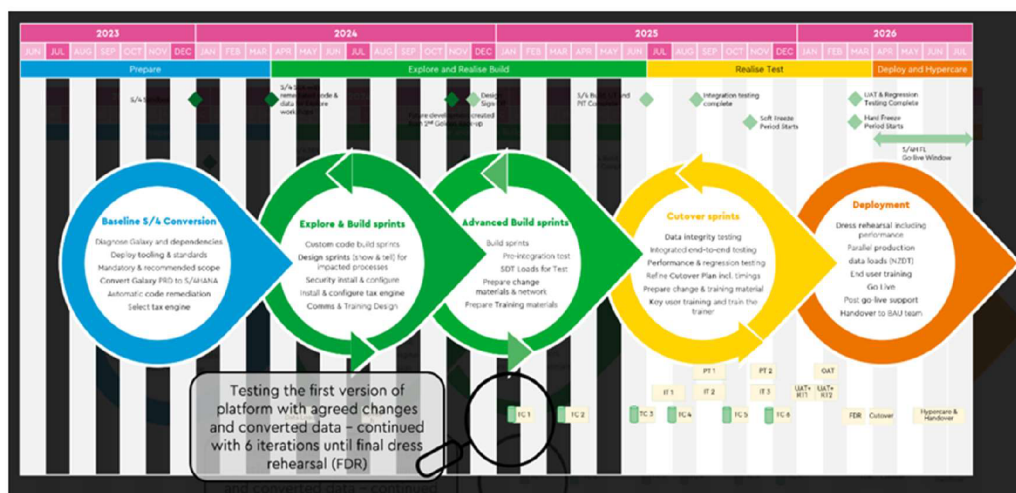 2023 2024 2025 2026
JUN JUL AUG SEP OCT NOV DEC JAN FEB MAR APR MAY JUN JUL AUG SEP OCT NOV DEC JAN FEB MAR APR MAY JUN JUL AUG SEP OCT NOV DEC JAN FEB MAR APR MAY JUN JUL
Prepare
Explore and Realise Build
Realise Test
Deploy and Hypercare
Design
Integration testing
complete
Soft Freeze
Period Starts
UAT & Regression
Testing Complete
Hard Freeze
Period Starts
Go live Window
Baseline S/4 Conversion
Diagnose Galaxy and dependencies
Deploy tooling & standards
Mandatory & recommended scope
Convert Galaxy PRD to S/4HANA
Automatic code remediation
Select tax engine
Explore & Build sprints
Custom code build sprints
Design sprints (show & tell) for
impacted processes
Security install & configure
Install & configure tax engine
Comms & Training Design
Advanced Build sprints
Build sprints
Pre-integration test
SDT Loads for Test
Prepare change
materials & network
Prepare Training materials
Cutover sprints
Data integrity testing
Integrated end-to-end testing
Performance & regression testing
Refine Cutover Plan incl. timings
Prepare change & training material
Key user training and train the
trainer
Deployment
Dress rehearsal including
performance
Parallel production
data loads (NZDT)
End user training
Go Live
Post go-live support
Handover to BAU team
PT 1
PT 2
OAT
IT 1
IT 2
IT 3
UAT+
RT1
UAT+
RT2
TC 1
TC 2
TC 3
TC 4
TC 5
TC 6
FDR
Cutover
Hypercare &
Handover
Testing the first version of
platform with agreed changes
and converted data – continued
with 6 iterations until final dress
rehearsal (FDR)
and converted data – continued